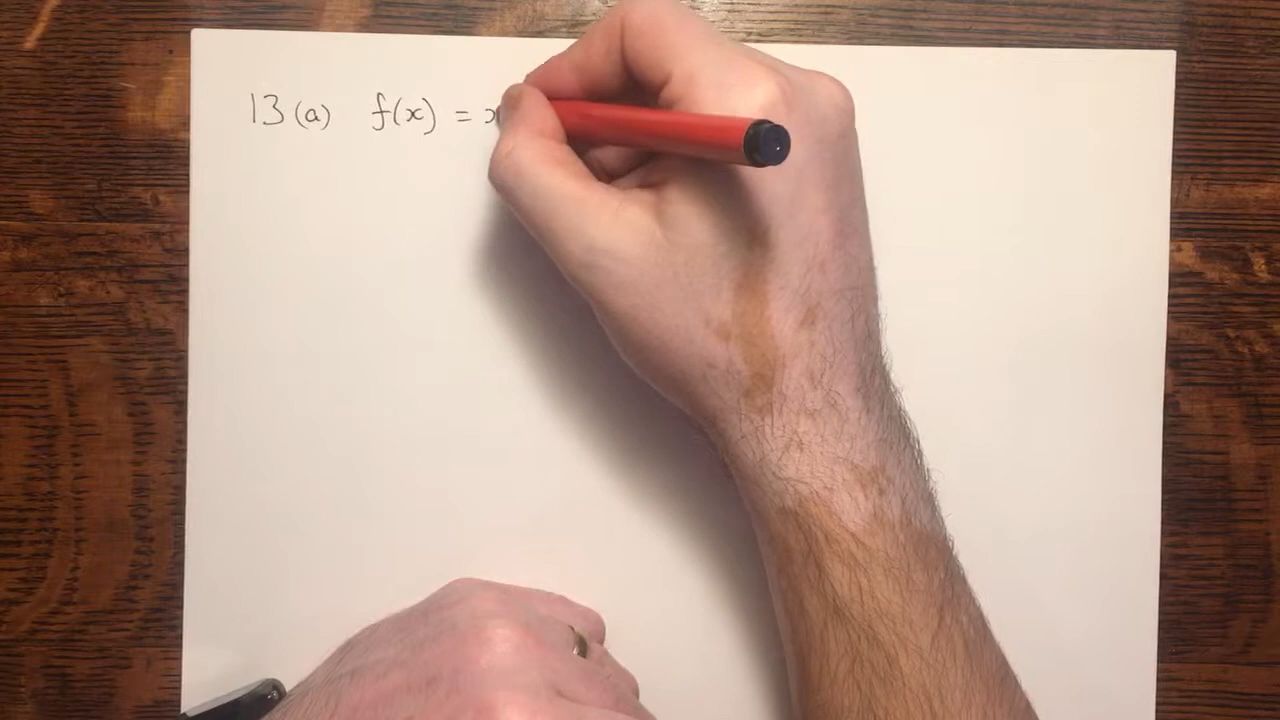 13(a) f(x) = x